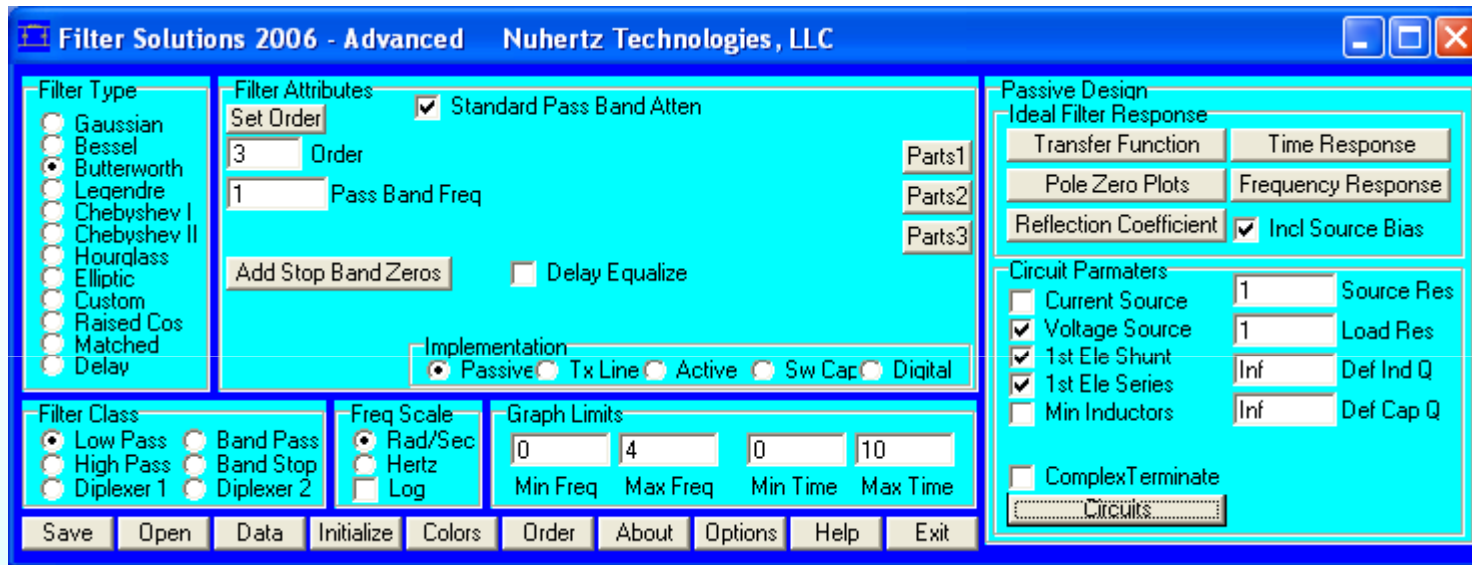 Filter Solutions 2006 - Advanced Nuhertz Technologies, LLC
Filter Type
Gaussian
Bessel
Butterworth
Legendre
Chebyshev I
Chebyshev II
Hourglass
Elliptic
Custom
Raised Cos
Matched
Delay
Filter Attributes
Set Order
Standard Pass Band Atten
3 Order
1 Pass Band Freq
Parts1
Parts2
Parts3
Add Stop Band Zeros
Delay Equalize
Implementation
Passive Tx Line Active Sw Cap Digital
Filter Class
Low Pass Band Pass
High Pass Band Stop
Diplexer 1 Diplexer 2
Freq Scale
Rad/Sec
Hertz
Log
Graph Limits
0 4 0 10
Min Freq Max Freq Min Time Max Time
Passive Design
Ideal Filter Response
Transfer Function Time Response
Pole Zero Plots Frequency Response
Reflection Coefficient Incl Source Bias
Circuit Parmaters
Current Source
Voltage Source
1st Ele Shunt
1st Ele Series
Min Inductors
1 Source Res
1 Load Res
Inf Def Ind Q
Inf Def Cap Q
ComplexTerminate
Circuits
Save Open Data Initialize Colors Order About Options Help Exit